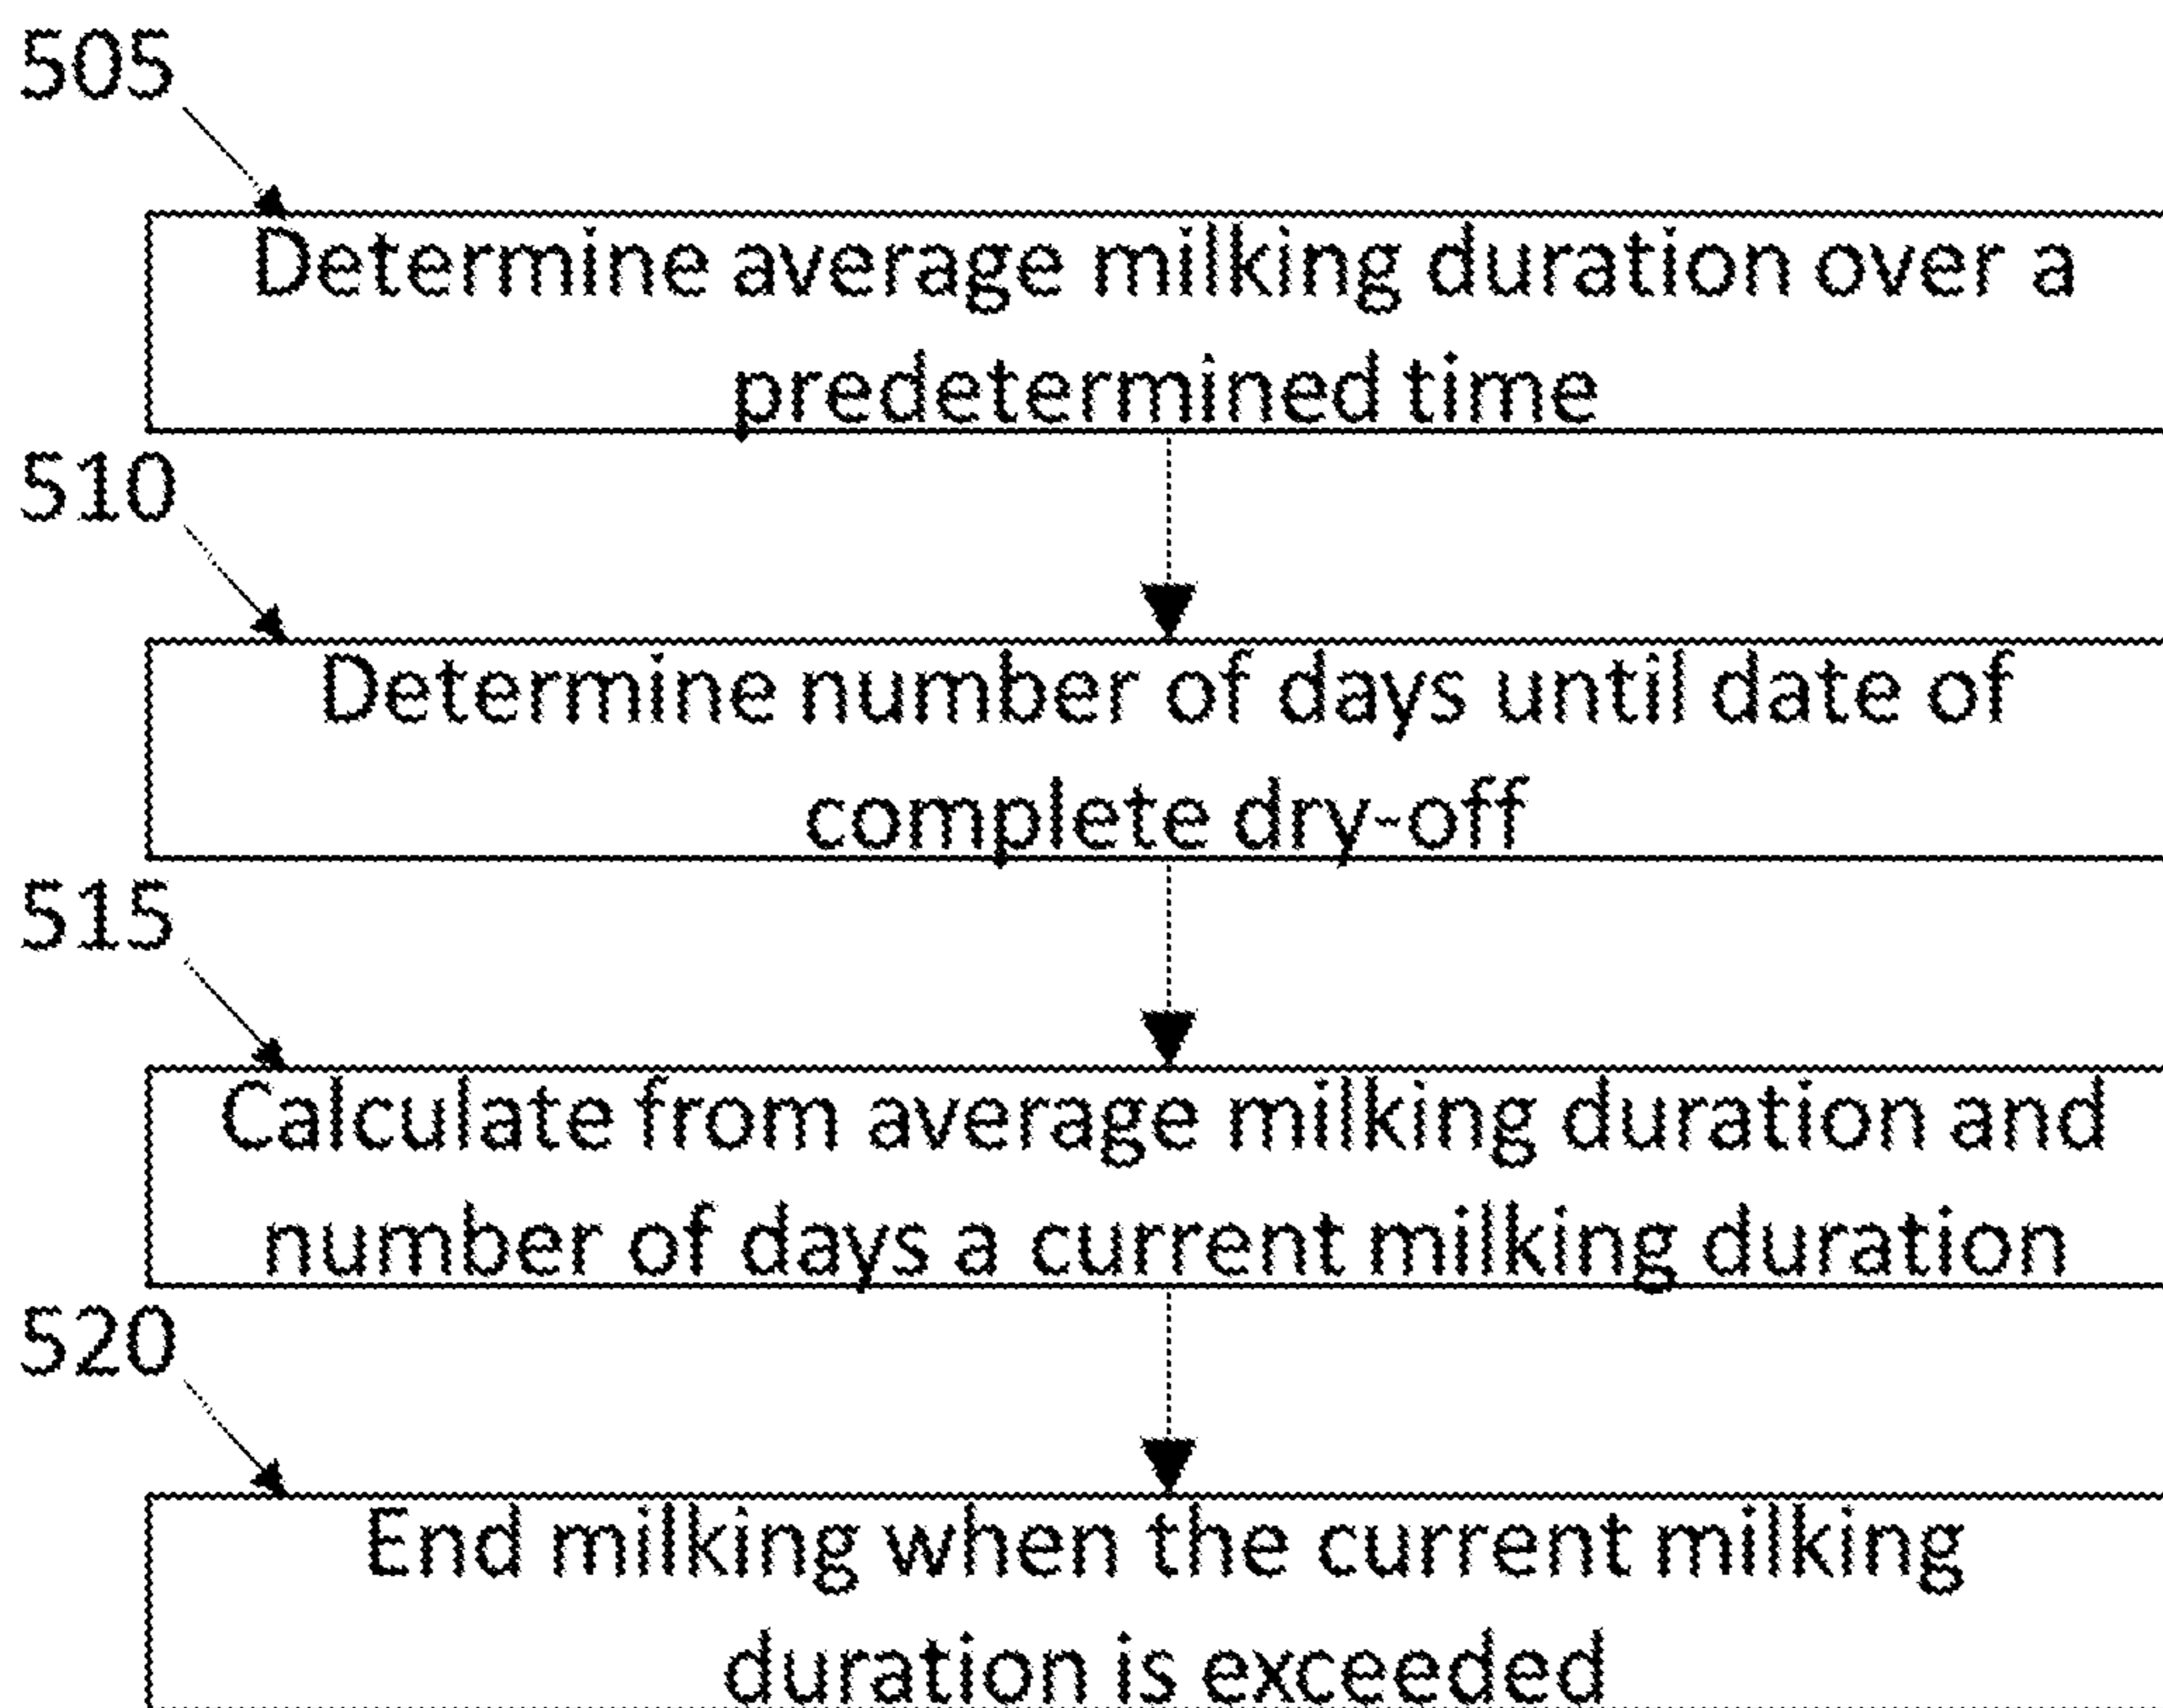 505
Determine average milking duration over a
predetermined time
510
Determine number of days until date of
complete dry-off
515
Calculate from average milking duration and
number of days a current milking duration
520
End milking when the current milking
duration is exceeded